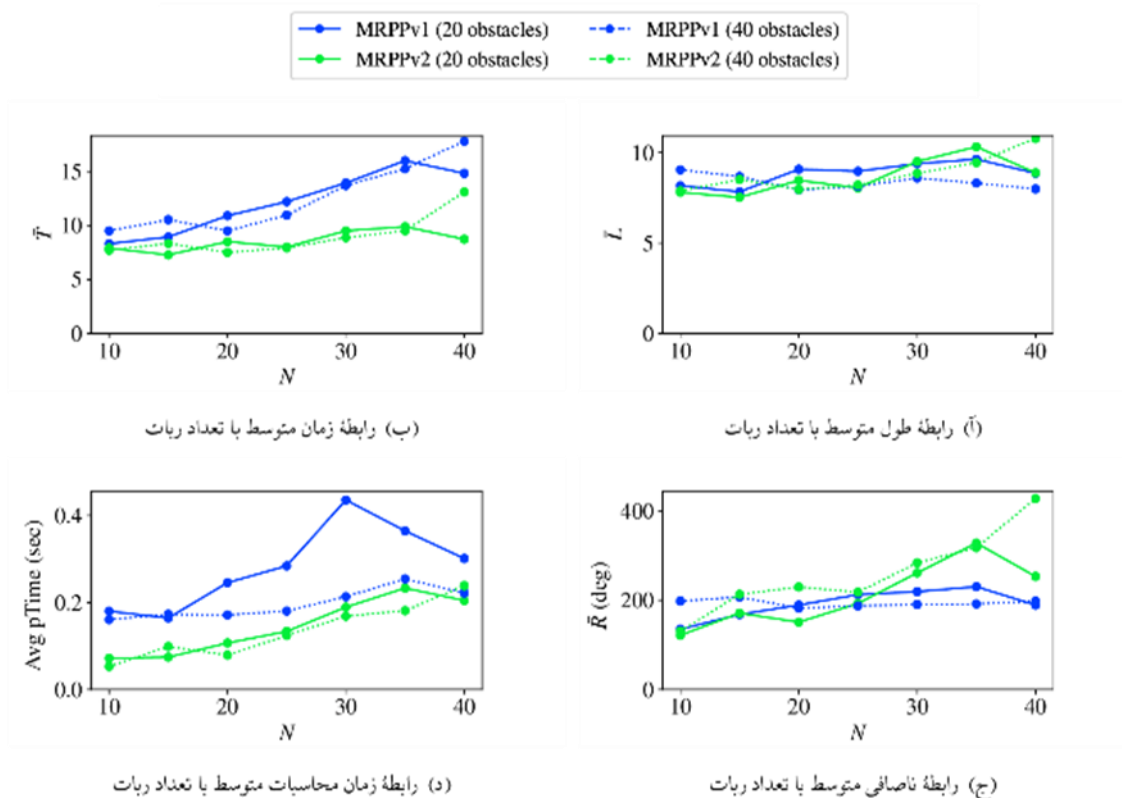 MRPPv1 (20 obstacles) MRPPv1 (40 obstacles)
MRPPv2 (20 obstacles) MRPPv2 (40 obstacles)
15
10
5
0
T̄
10 20 30 40
N
(ب) رابطهٔ زمان متوسط با تعداد ربات
10
5
0
L̄
10 20 30 40
N
(آ) رابطهٔ طول متوسط با تعداد ربات
0.4
0.2
0.0
Avg pTime (sec)
10 20 30 40
N
(د) رابطهٔ زمان محاسبات متوسط با تعداد ربات
400
200
0
R̄ (deg)
10 20 30 40
N
(ج) رابطهٔ ناصافی متوسط با تعداد ربات